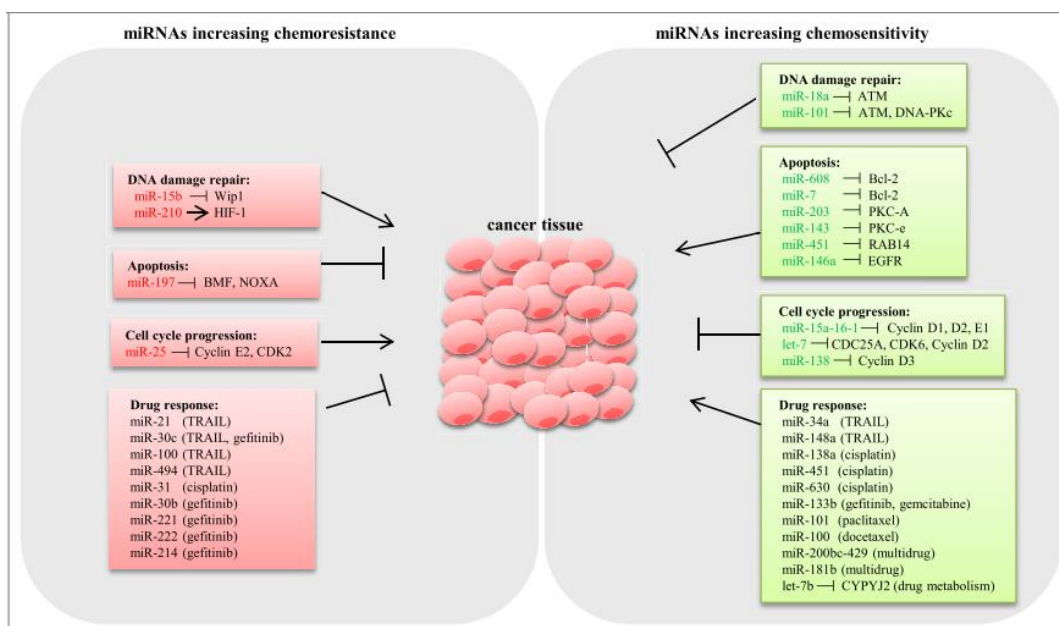 miRNAs increasing chemoresistance
DNA damage repair:
miR-15b ⊣ Wip1
miR-210 → HIF-1
Apoptosis:
miR-197 ⊣ BMF, NOXA
Cell cycle progression:
miR-25 ⊣ Cyclin E2, CDK2
Drug response:
miR-21 (TRAIL)
miR-30c (TRAIL, gefitinib)
miR-100 (TRAIL)
miR-494 (TRAIL)
miR-31 (cisplatin)
miR-30b (gefitinib)
miR-221 (gefitinib)
miR-222 (gefitinib)
miR-214 (gefitinib)
cancer tissue
miRNAs increasing chemosensitivity
DNA damage repair:
miR-18a ⊣ ATM
miR-101 ⊣ ATM, DNA-PKc
Apoptosis:
miR-608 ⊣ Bcl-2
miR-7 ⊣ Bcl-2
miR-203 ⊣ PKC-A
miR-143 ⊣ PKC-e
miR-451 ⊣ RAB14
miR-146a ⊣ EGFR
Cell cycle progression:
miR-15a-16-1 ⊣ Cyclin D1, D2, E1
let-7 ⊣ CDC25A, CDK6, Cyclin D2
miR-138 ⊣ Cyclin D3
Drug response:
miR-34a (TRAIL)
miR-148a (TRAIL)
miR-138a (cisplatin)
miR-451 (cisplatin)
miR-630 (cisplatin)
miR-133b (gefitinib, gemcitabine)
miR-101 (paclitaxel)
miR-100 (docetaxel)
miR-200bc-429 (multidrug)
miR-181b (multidrug)
let-7b ⊣ CYPYJ2 (drug metabolism)